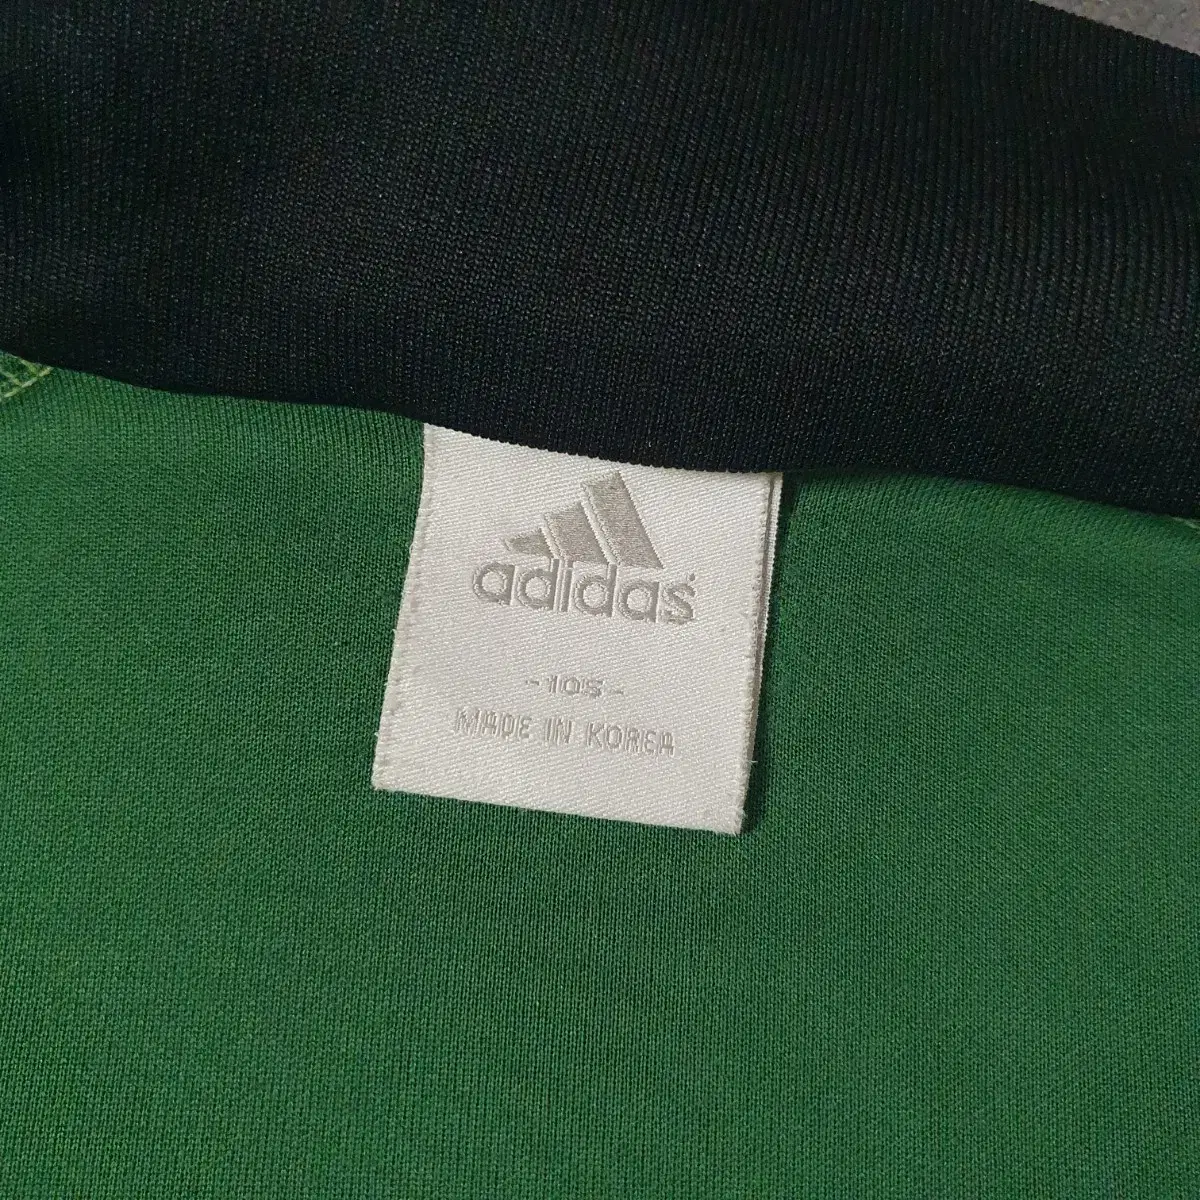 adidas
-105-
MADE IN KOREA